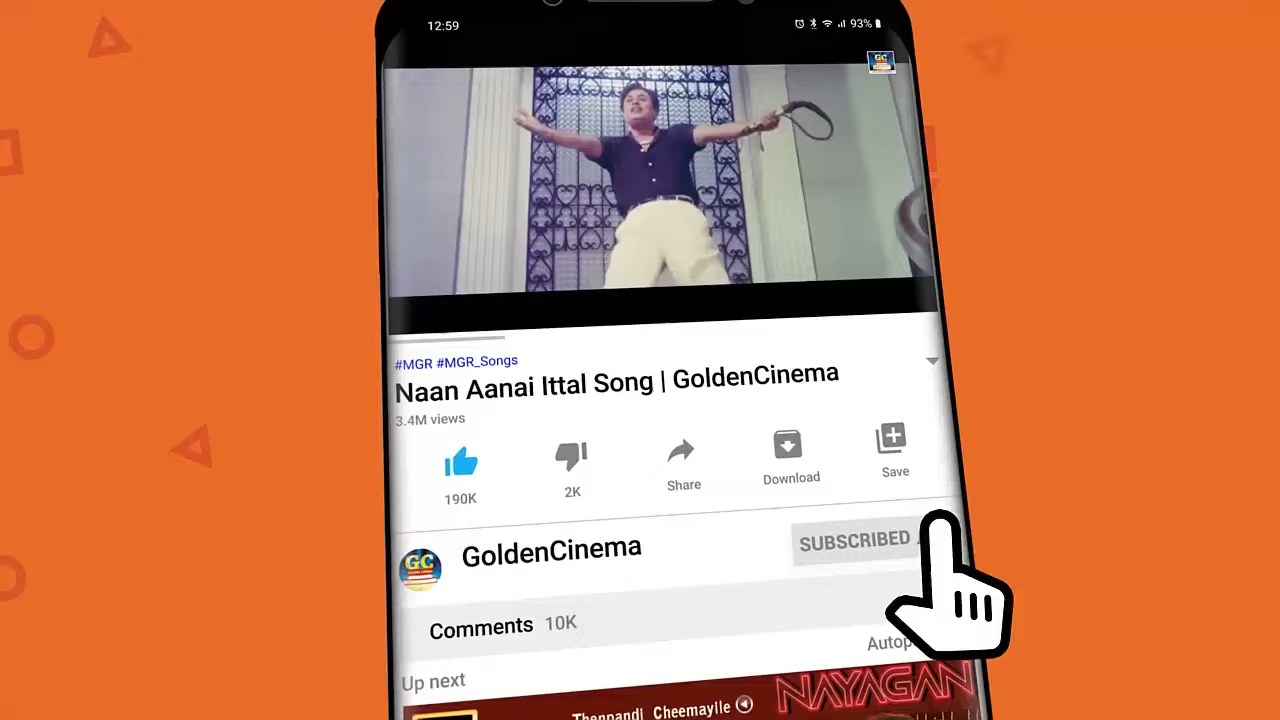 12:59
93%
GC
#MGR #MGR_Songs
Naan Aanai Ittal Song | GoldenCinema
3.4M views
190K
2K
Share
Download
Save
GC
GoldenCinema
SUBSCRIBED
Comments 10K
Up next
Thenpandi Cheemayile
NAYAGAN